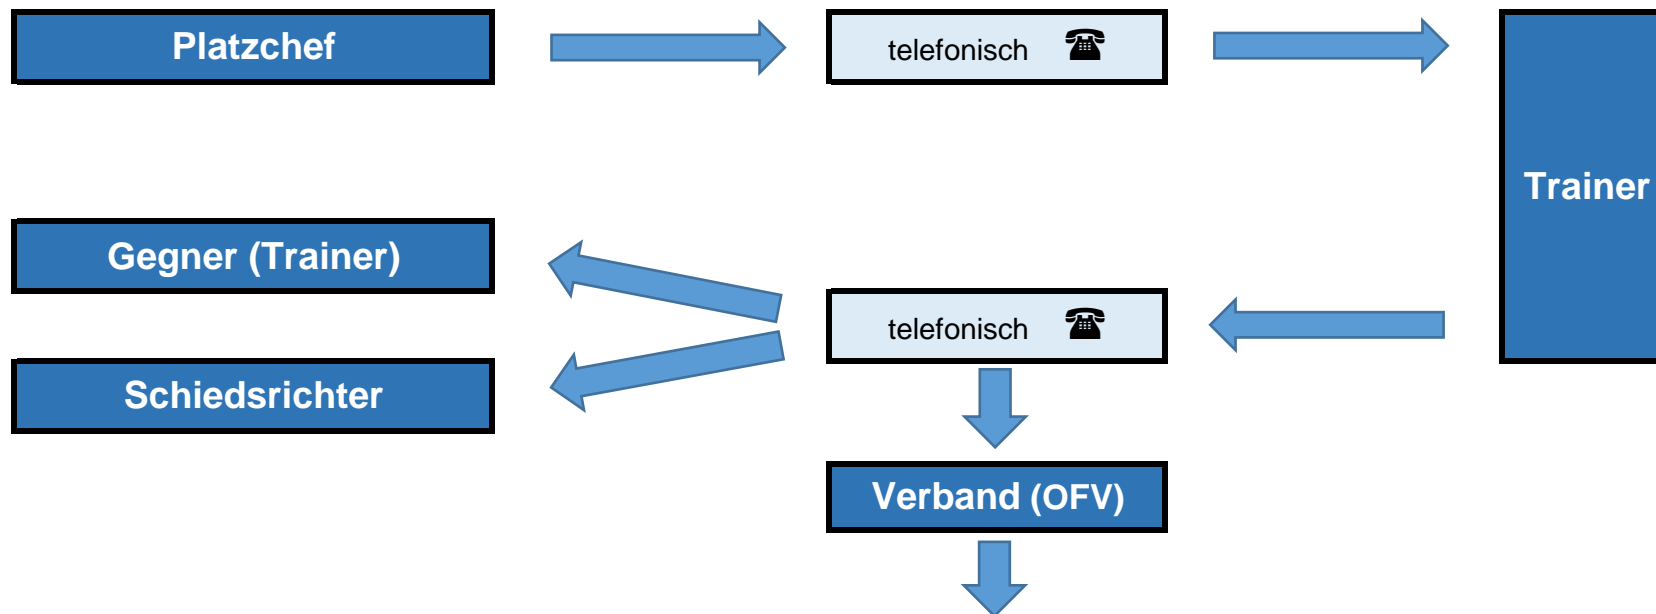 Platzchef
telefonisch ☎
Trainer
Gegner (Trainer)
telefonisch ☎
Schiedsrichter
Verband (OFV)